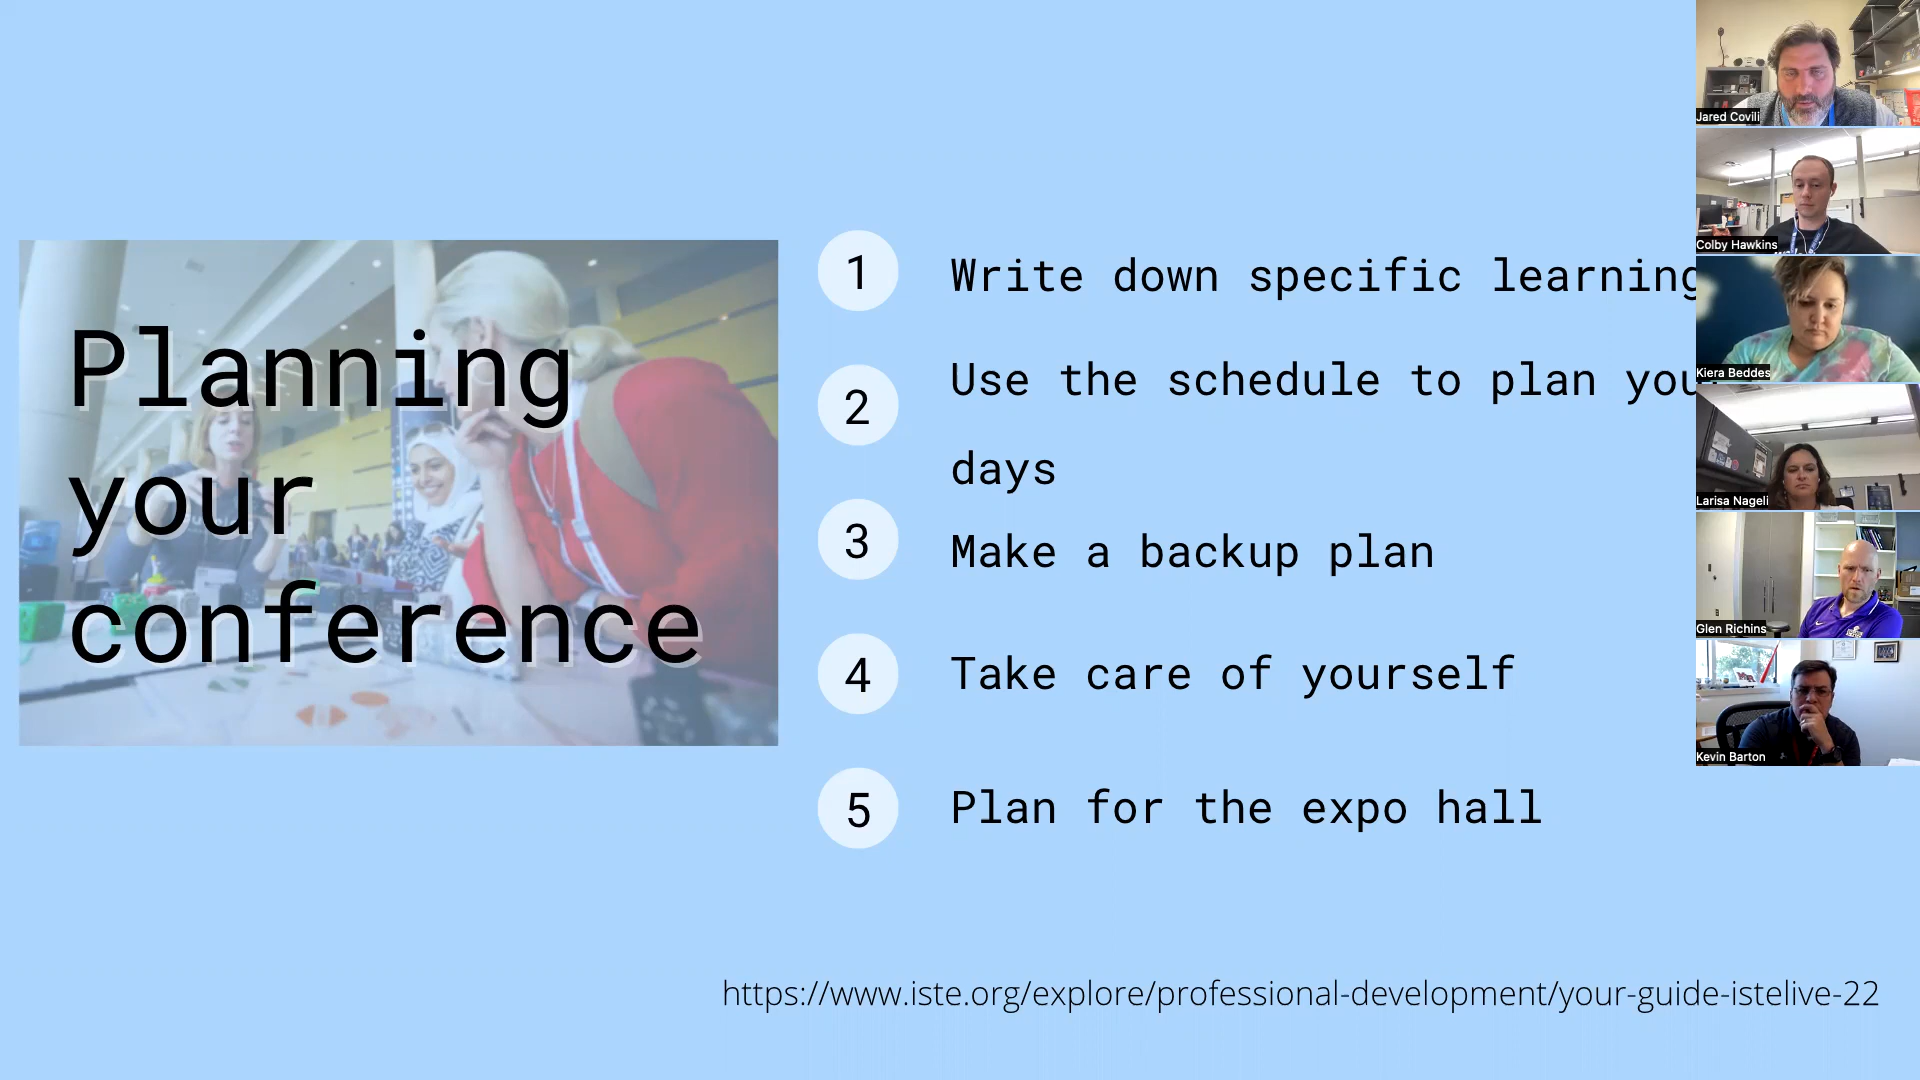 Planning
your
conference
1
Write down specific learning
2
Use the schedule to plan you
days
3
Make a backup plan
4
Take care of yourself
5
Plan for the expo hall
https://www.iste.org/explore/professional-development/your-guide-istelive-22
Jared Covili
Colby Hawkins
Kiera Beddes
Larisa Nageli
Glen Richins
Kevin Barton